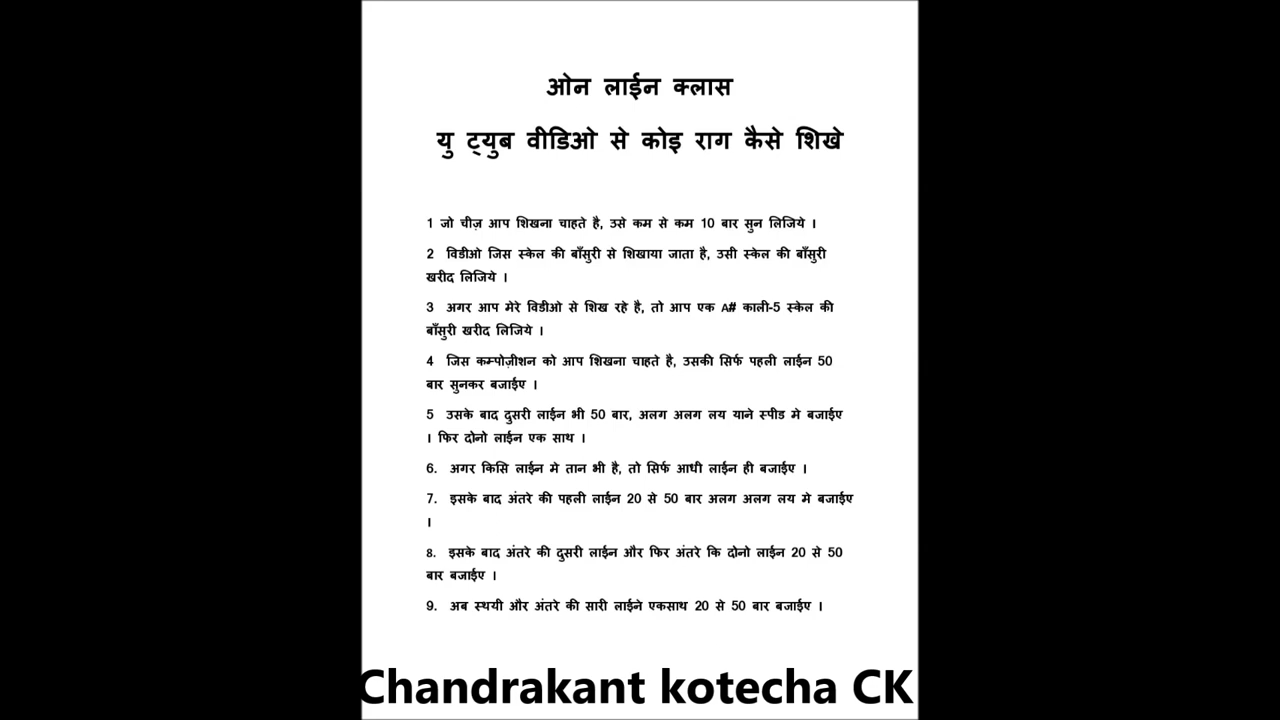 ओन लाईन क्लास
यु ट्युब वीडिओ से कोइ राग कैसे शिखे
1 जो चीज़ आप शिखना चाहते है, उसे कम से कम 10 बार सुन लिजिये ।
2 विडीओ जिस स्केल की बाँसुरी से शिखाया जाता है, उसी स्केल की बाँसुरी
खरीद लिजिये ।
3 अगर आप मेरे विडीओ से शिख रहे है, तो आप एक A# काली-5 स्केल की
बाँसुरी खरीद लिजिये ।
4 जिस कम्पोज़ीशन को आप शिखना चाहते है, उसकी सिर्फ पहली लाईन 50
बार सुनकर बजाईए ।
5 उसके बाद दुसरी लाईन भी 50 बार, अलग अलग लय याने स्पीड मे बजाईए
। फिर दोनो लाईन एक साथ ।
6. अगर किसि लाईन मे तान भी है, तो सिर्फ आधी लाईन ही बजाईए ।
7. इसके बाद अंतरे की पहली लाईन 20 से 50 बार अलग अलग लय मे बजाईए
।
8. इसके बाद अंतरे की दुसरी लाईन और फिर अंतरे कि दोनो लाईन 20 से 50
बार बजाईए ।
9. अब स्थयी और अंतरे की सारी लाईने एकसाथ 20 से 50 बार बजाईए ।
Chandrakant kotecha CK